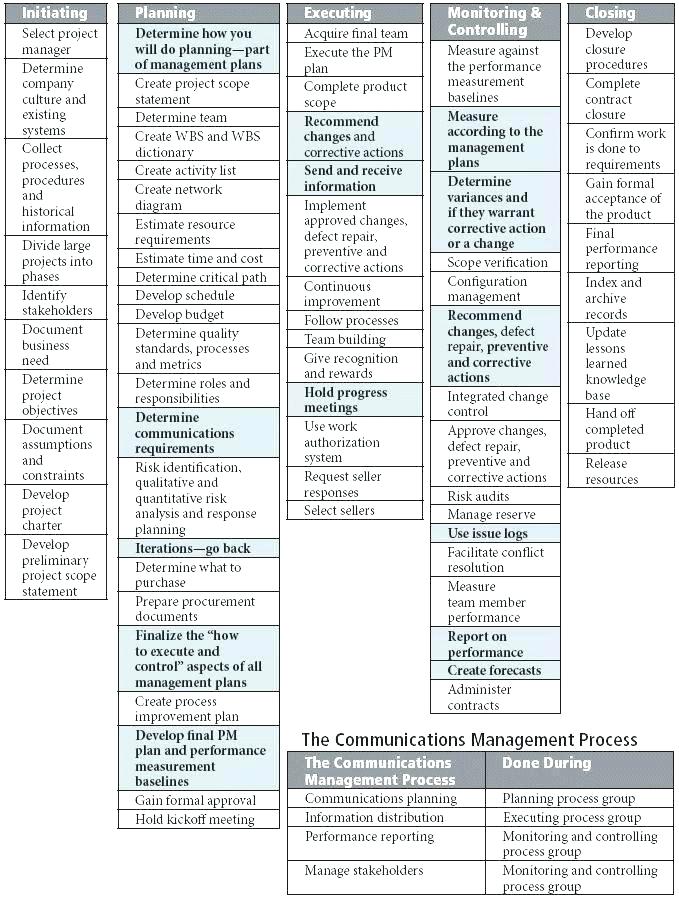 Initiating
Select project
manager
Determine
company
culture and
existing
systems
Collect
processes,
procedures
and
historical
information
Divide large
projects into
phases
Identify
stakeholders
Document
business
need
Determine
project
objectives
Document
assumptions
and
constraints
Develop
project
charter
Develop
preliminary
project scope
statement
Planning
Determine how you
will do planning—part
of management plans
Create project scope
statement
Determine team
Create WBS and WBS
dictionary
Create activity list
Create network
diagram
Estimate resource
requirements
Estimate time and cost
Determine critical path
Develop schedule
Develop budget
Determine quality
standards, processes
and metrics
Determine roles and
responsibilities
Determine
communications
requirements
Risk identification,
qualitative and
quantitative risk
analysis and response
planning
Iterations—go back
Determine what to
purchase
Prepare procurement
documents
Finalize the “how
to execute and
control” aspects of all
management plans
Create process
improvement plan
Develop final PM
plan and performance
measurement
baselines
Gain formal approval
Hold kickoff meeting
Executing
Acquire final team
Execute the PM
plan
Complete product
scope
Recommend
changes and
corrective actions
Send and receive
information
Implement
approved changes,
defect repair,
preventive and
corrective actions
Continuous
improvement
Follow processes
Team building
Give recognition
and rewards
Hold progress
meetings
Use work
authorization
system
Request seller
responses
Select sellers
Monitoring &
Controlling
Measure against
the performance
measurement
baselines
Measure
according to the
management
plans
Determine
variances and
if they warrant
corrective action
or a change
Scope verification
Configuration
management
Recommend
changes, defect
repair, preventive
and corrective
actions
Integrated change
control
Approve changes,
defect repair,
preventive and
corrective actions
Risk audits
Manage reserve
Use issue logs
Facilitate conflict
resolution
Measure
team member
performance
Report on
performance
Create forecasts
Administer
contracts
Closing
Develop
closure
procedures
Complete
contract
closure
Confirm work
is done to
requirements
Gain formal
acceptance of
the product
Final
performance
reporting
Index and
archive
records
Update
lessons
learned
knowledge
base
Hand off
completed
product
Release
resources
The Communications Management Process
The Communications
Management Process
Done During
Communications planning
Planning process group
Information distribution
Executing process group
Performance reporting
Monitoring and controlling
process group
Manage stakeholders
Monitoring and controlling
process group